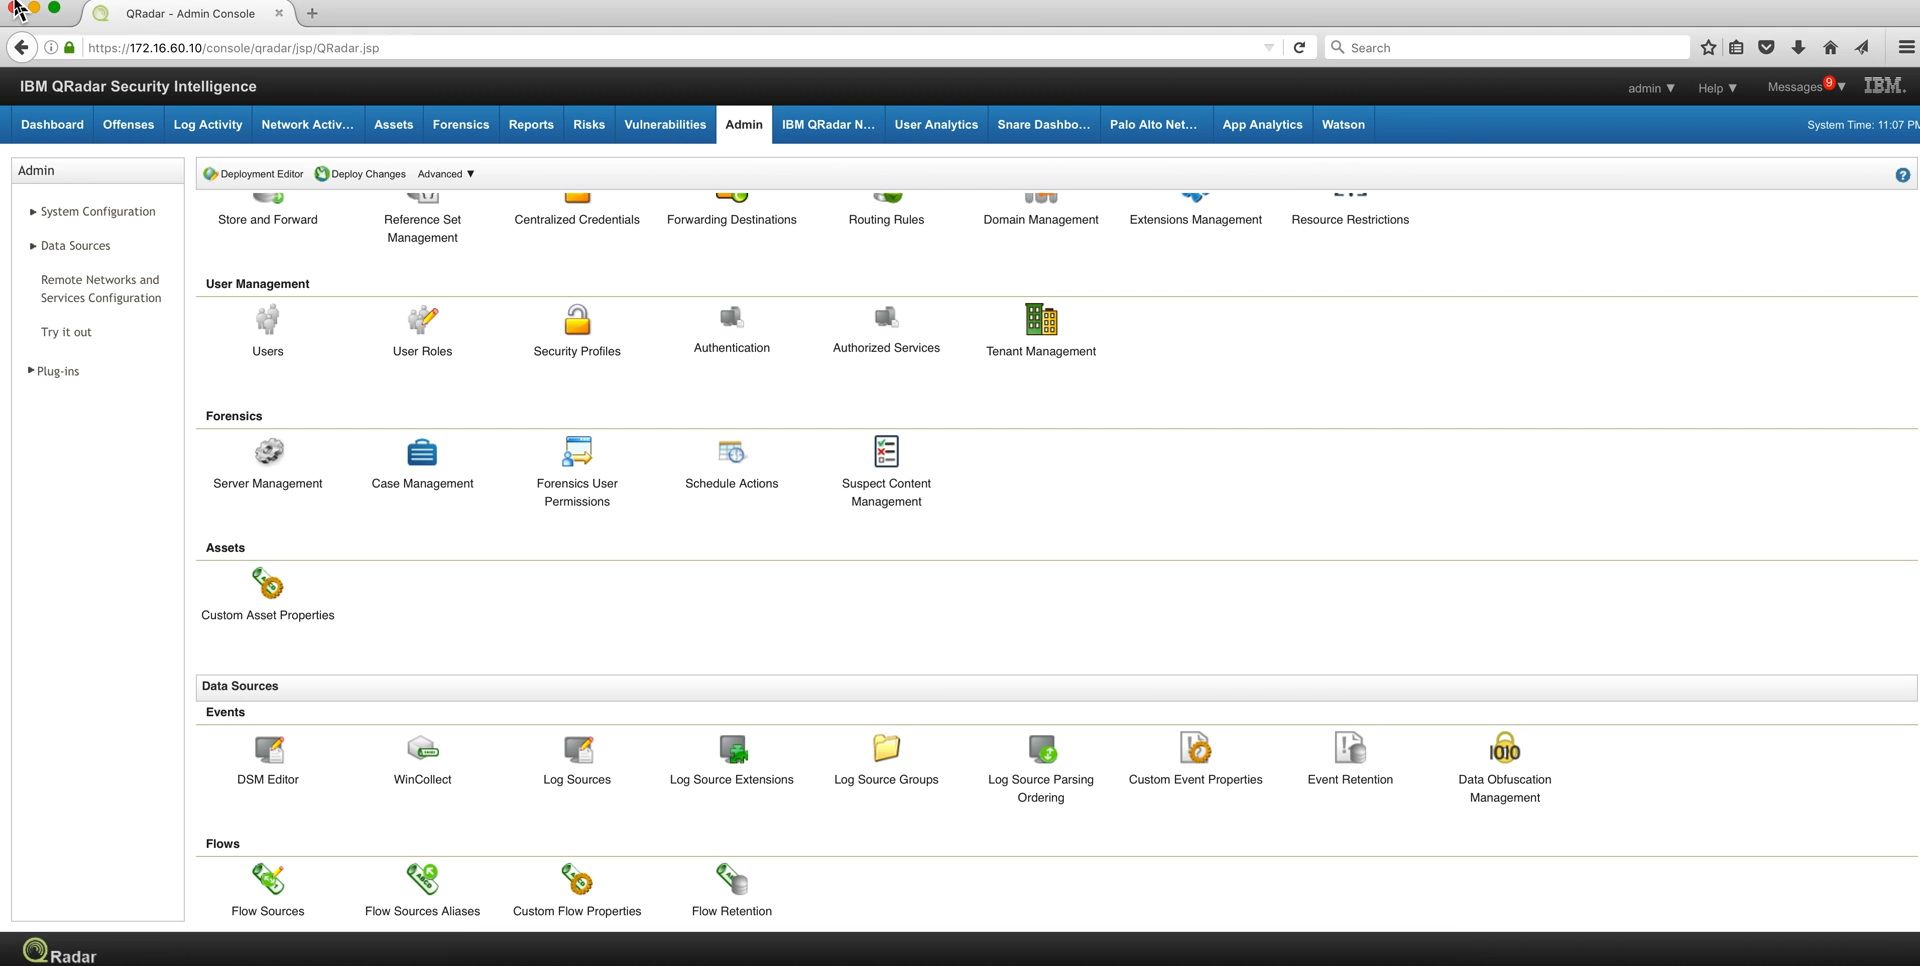 QRadar - Admin Console
https://172.16.60.10/console/qradar/jsp/QRadar.jsp
Search
IBM QRadar Security Intelligence
admin
Help
Messages
9
IBM.
Dashboard
Offenses
Log Activity
Network Activ...
Assets
Forensics
Reports
Risks
Vulnerabilities
Admin
IBM QRadar N...
User Analytics
Snare Dashbo...
Palo Alto Net...
App Analytics
Watson
System Time: 11:07 PM
Admin
System Configuration
Data Sources
Remote Networks and
Services Configuration
Try it out
Plug-ins
Deployment Editor
Deploy Changes
Advanced
Store and Forward
Reference Set
Management
Centralized Credentials
Forwarding Destinations
Routing Rules
Domain Management
Extensions Management
Resource Restrictions
User Management
Users
User Roles
Security Profiles
Authentication
Authorized Services
Tenant Management
Forensics
Server Management
Case Management
Forensics User
Permissions
Schedule Actions
Suspect Content
Management
Assets
Custom Asset Properties
Data Sources
Events
DSM Editor
WinCollect
Log Sources
Log Source Extensions
Log Source Groups
Log Source Parsing
Ordering
Custom Event Properties
Event Retention
1010
Data Obfuscation
Management
Flows
Flow Sources
Flow Sources Aliases
Custom Flow Properties
Flow Retention
QRadar